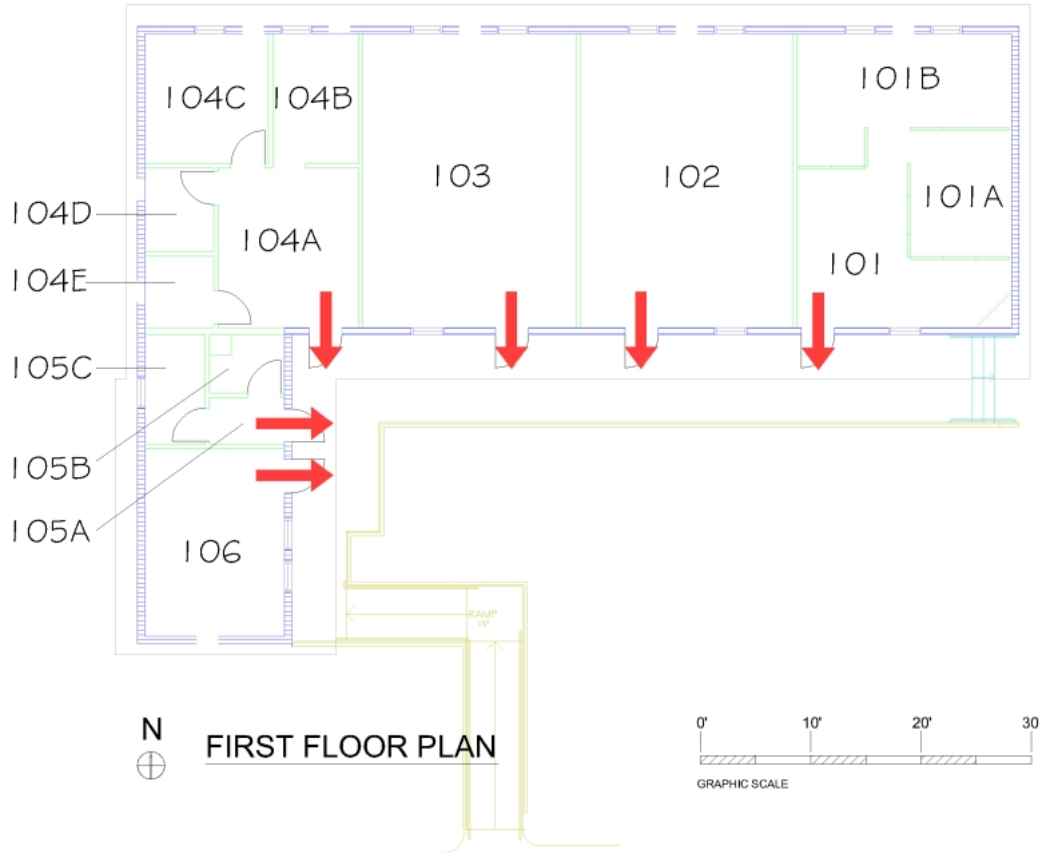 104C
104B
101B
103
102
101A
104D
104A
101
104E
105C
105B
105A
106
RAMP
UP
N
FIRST FLOOR PLAN
0' 10' 20' 30
GRAPHIC SCALE